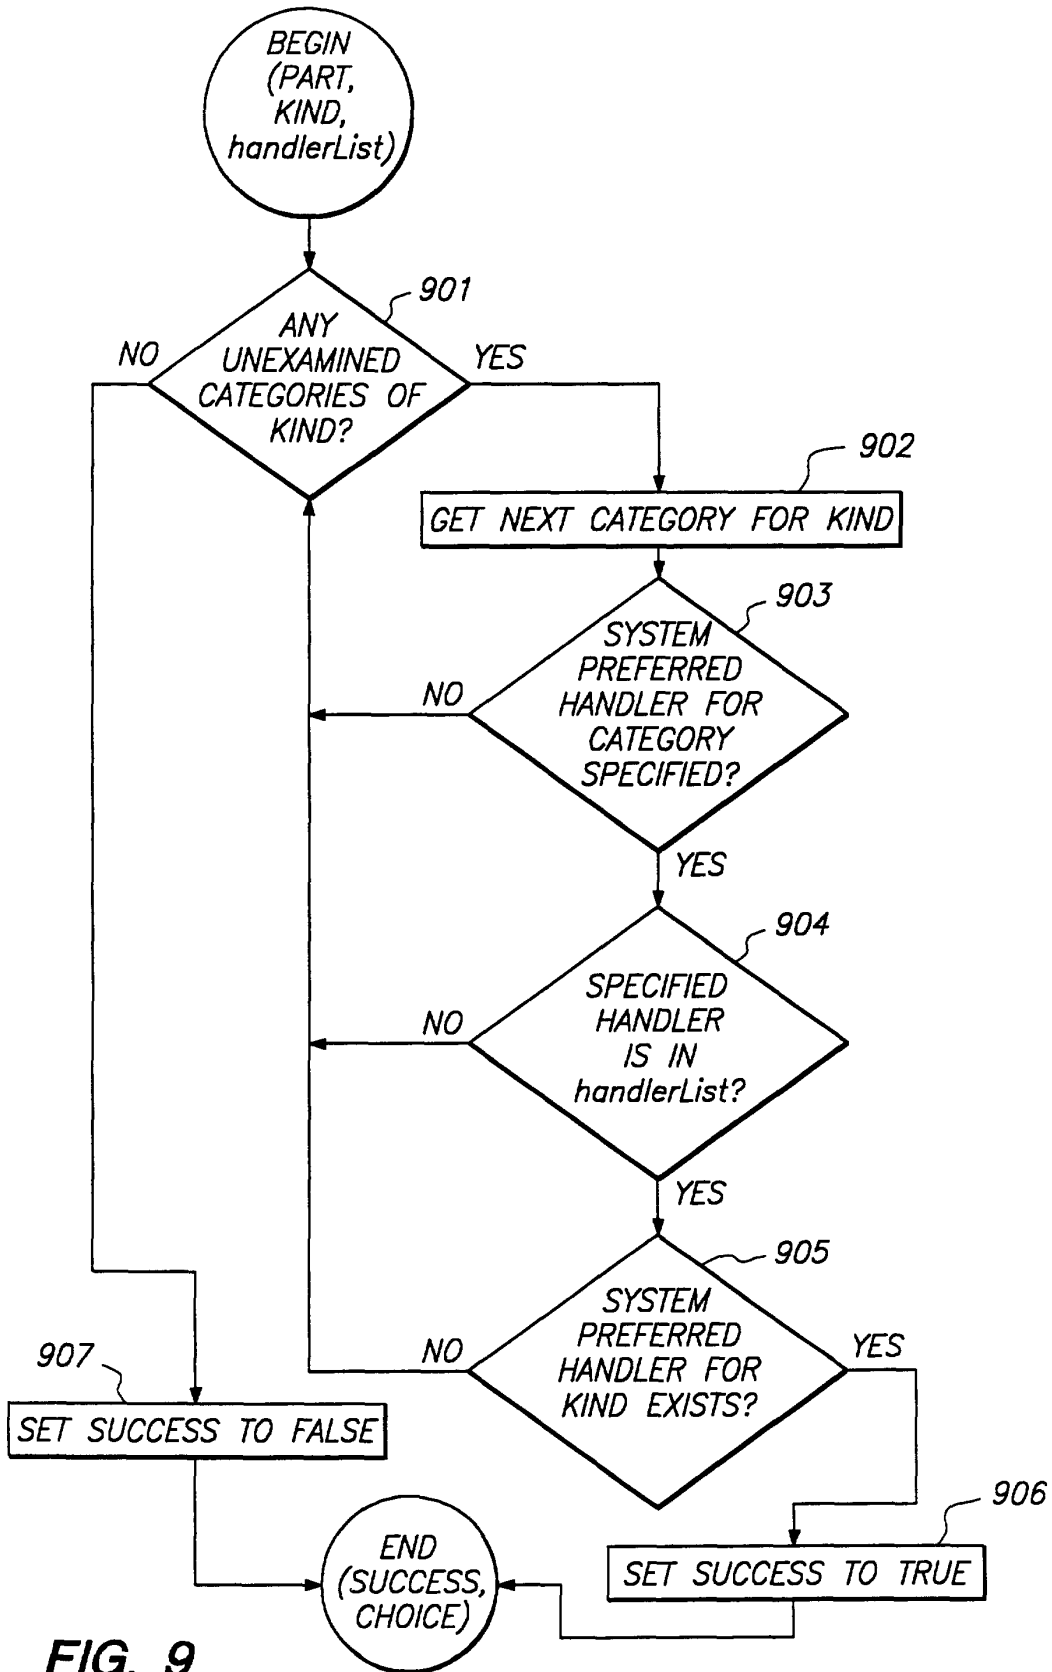 BEGIN
(PART,
KIND,
handlerList)
901
ANY
UNEXAMINED
CATEGORIES OF
KIND?
NO
YES
902
GET NEXT CATEGORY FOR KIND
903
SYSTEM
PREFERRED
HANDLER FOR
CATEGORY
SPECIFIED?
NO
YES
904
SPECIFIED
HANDLER
IS IN
handlerList?
NO
YES
905
SYSTEM
PREFERRED
HANDLER FOR
KIND EXISTS?
NO
YES
907
SET SUCCESS TO FALSE
906
SET SUCCESS TO TRUE
END
(SUCCESS,
CHOICE)
FIG. 9